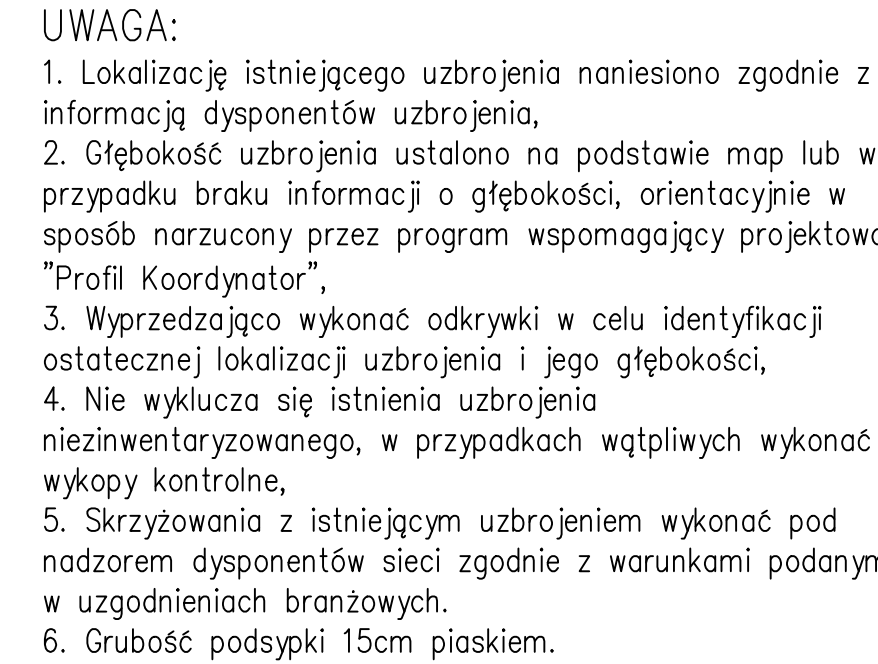 UWAGA:
1. Lokalizację istniejącego uzbrojenia naniesiono zgodnie z
informacją dysponentów uzbrojenia,
2. Głębokość uzbrojenia ustalono na podstawie map lub w
przypadku braku informacji o głębokości, orientacyjnie w
sposób narzucony przez program wspomagający
"Profil Koordynator",
3. Wyprzedzająco wykonać odkrywki w celu identyfikacji
ostatecznej lokalizacji uzbrojenia i jego głębokości,
4. Nie wyklucza się istnienia uzbrojenia
niezinwentaryzowanego, w przypadkach wątpliwych wykonać
wykopy kontrolne,
5. Skrzyżowania z istniejącym uzbrojeniem wykonać pod
nadzorem dysponentów sieci zgodnie z warunkami
w uzgodnieniach branżowych.
6. Grubość podsypki 15cm piaskiem.